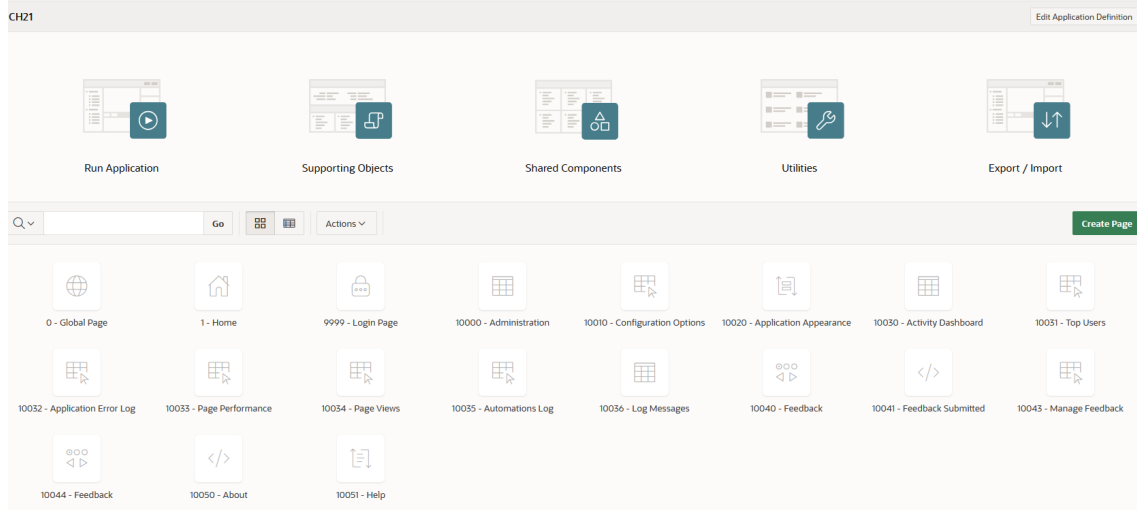 CH21
Edit Application Definition
Run Application
Supporting Objects
Shared Components
Utilities
Export / Import
Go
Actions
Create Page
0 - Global Page
1 - Home
9999 - Login Page
10000 - Administration
10010 - Configuration Options
10020 - Application Appearance
10030 - Activity Dashboard
10031 - Top Users
10032 - Application Error Log
10033 - Page Performance
10034 - Page Views
10035 - Automations Log
10036 - Log Messages
10040 - Feedback
10041 - Feedback Submitted
10043 - Manage Feedback
10044 - Feedback
10050 - About
10051 - Help